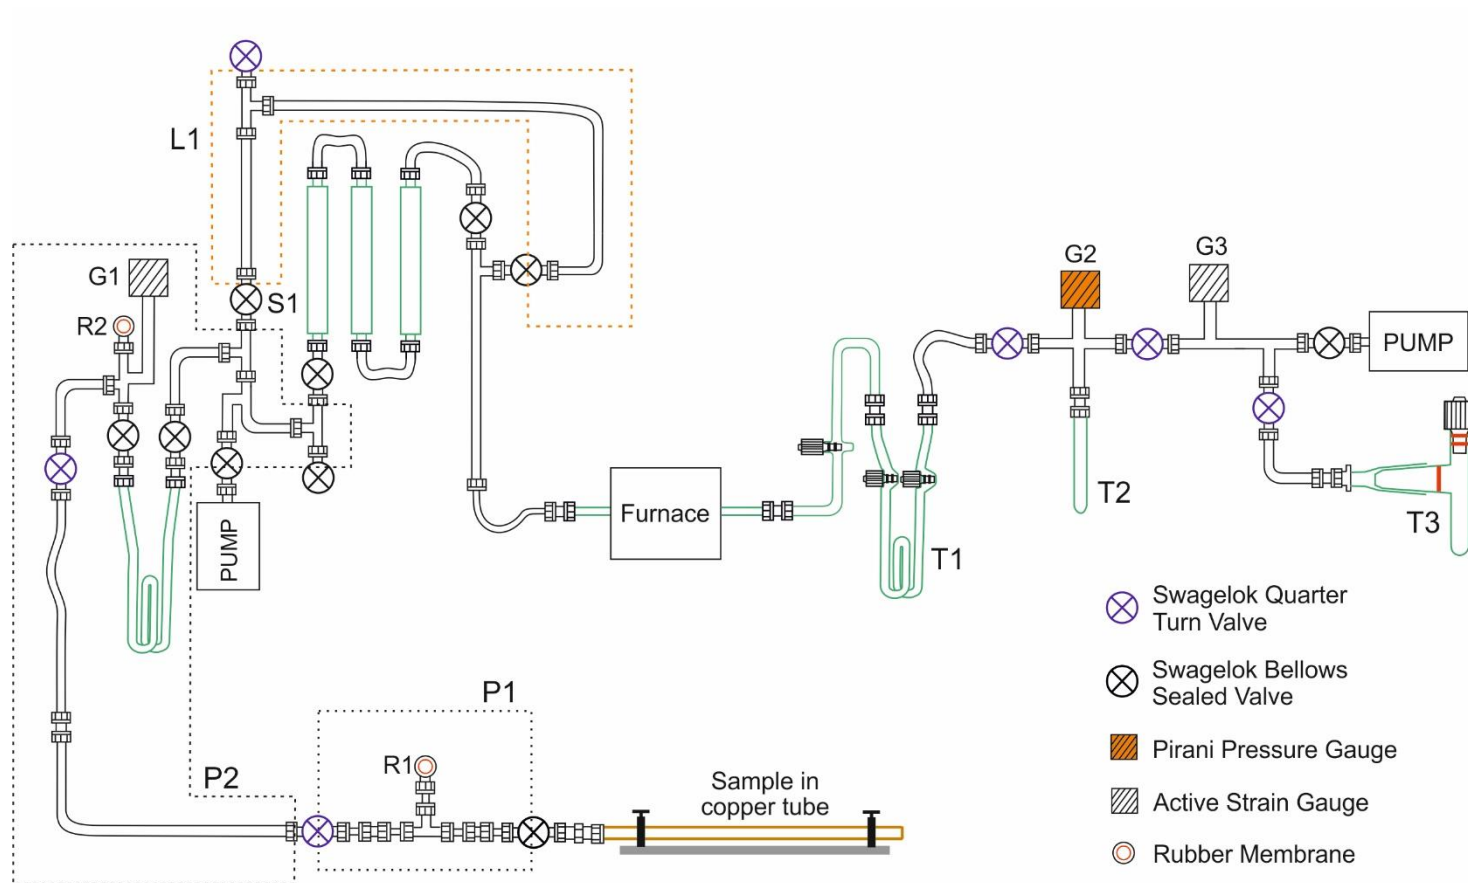 L1
G1
R2
S1
G2
G3
PUMP
PUMP
Furnace
T1
T2
T3
P1
P2
R1
Sample in
copper tube
Swagelok Quarter
Turn Valve
Swagelok Bellows
Sealed Valve
Pirani Pressure Gauge
Active Strain Gauge
Rubber Membrane